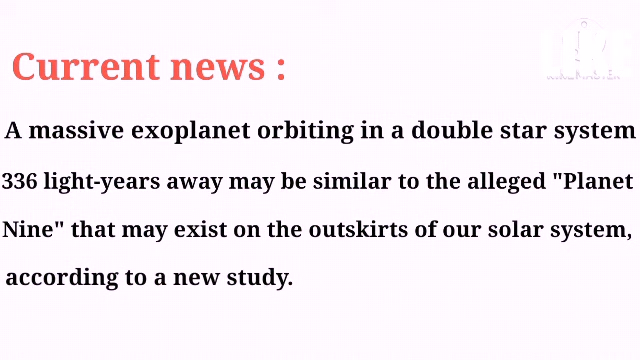 Current news :
A massive exoplanet orbiting in a double star system
336 light-years away may be similar to the alleged "Planet
Nine" that may exist on the outskirts of our solar system,
according to a new study.